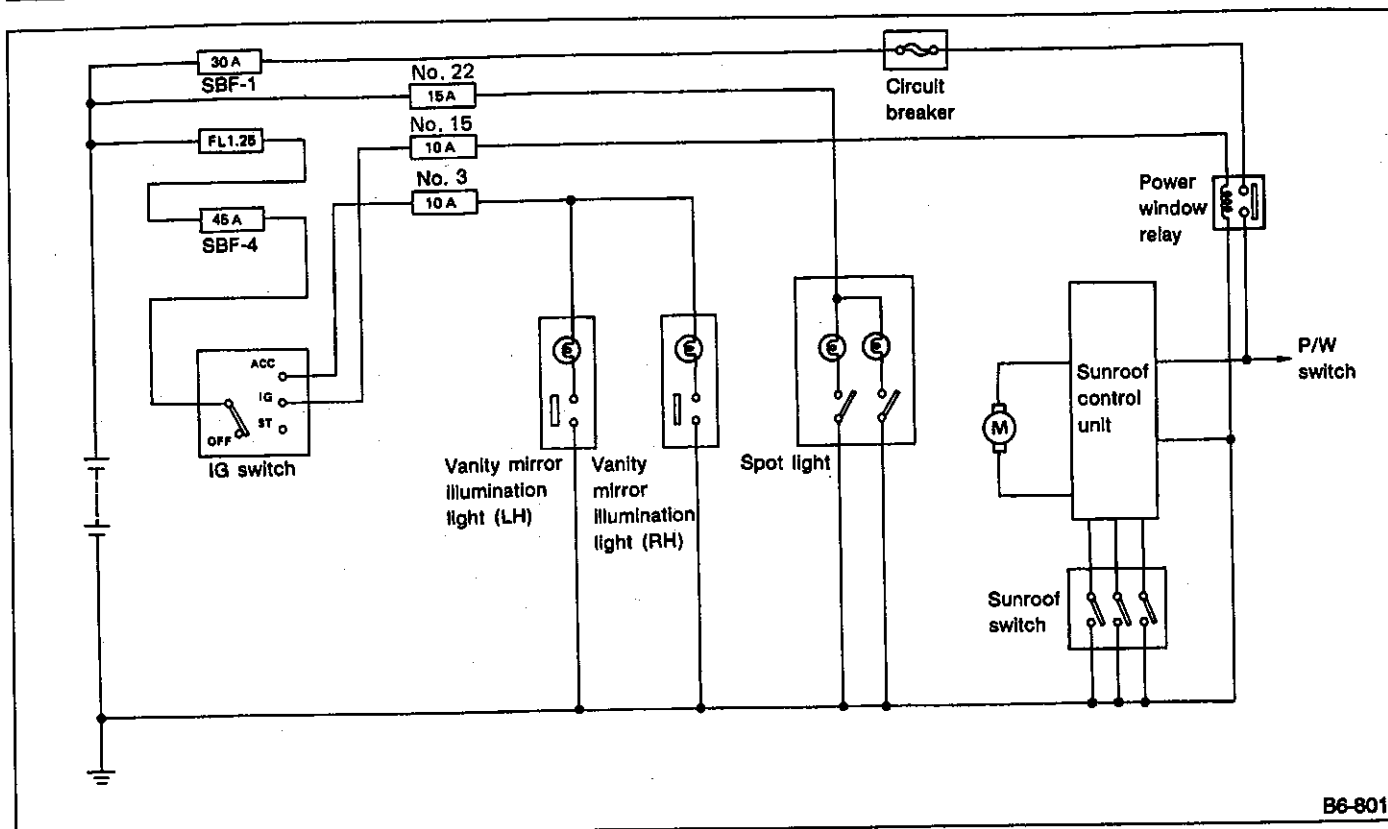 30 A
SBF-1
No. 22
15A
Circuit
breaker
FL1.25
No. 15
10 A
No. 3
10 A
45 A
SBF-4
Power
window
relay
ACC
IG
ST
OFF
IG switch
Vanity mirror
illumination
light (LH)
Vanity
mirror
illumination
light (RH)
Spot light
M
Sunroof
control
unit
P/W
switch
Sunroof
switch
B6-801